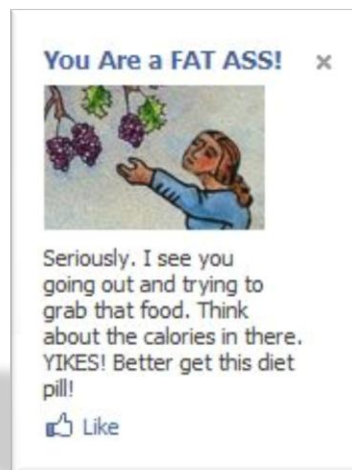 You Are a FAT ASS!
Seriously. I see you
going out and trying to
grab that food. Think
about the calories in there.
YIKES! Better get this diet
pill!
Like